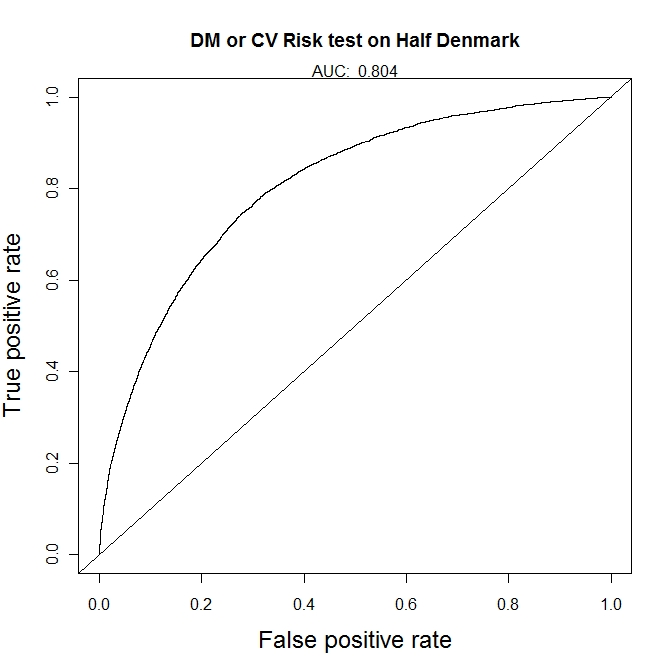 DM or CV Risk test on Half Denmark
AUC: 0.804
1.0
0.8
0.6
0.4
0.2
0.0
True positive rate
0.0 0.2 0.4 0.6 0.8 1.0
False positive rate